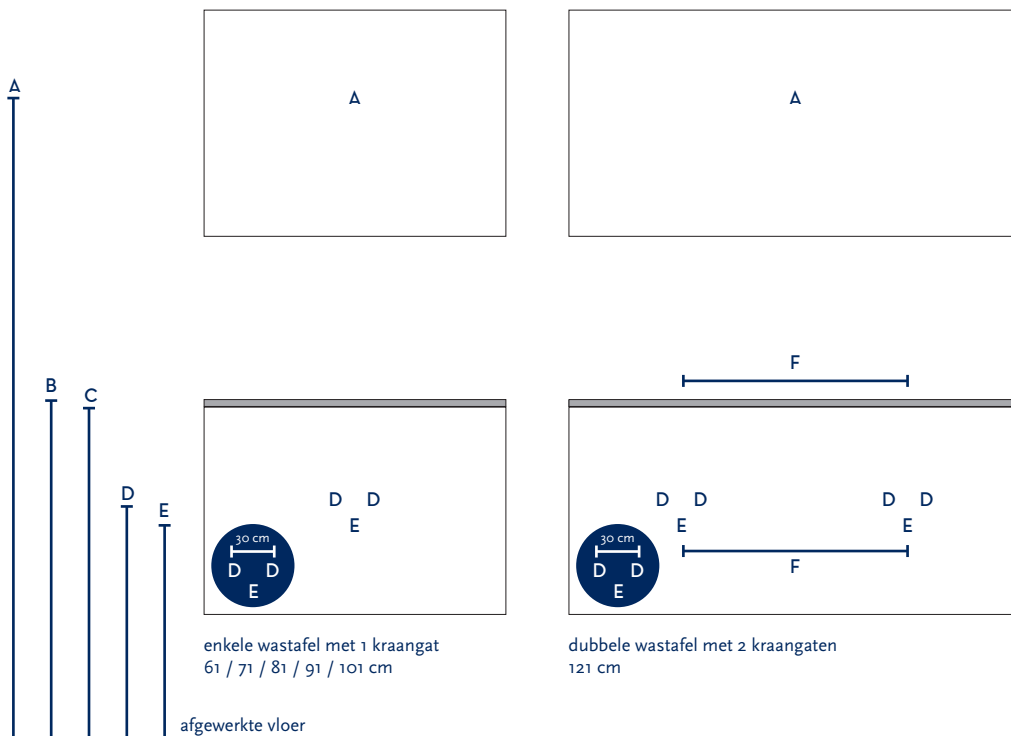 A
A
A
B
C
F
D
E
D D
E
D D
D D
E
E
F
30 cm
D D
E
30 cm
D D
E
enkele wastafel met 1 kraangat
61 / 71 / 81 / 91 / 101 cm
dubbele wastafel met 2 kraangaten
121 cm
afgewerkte vloer